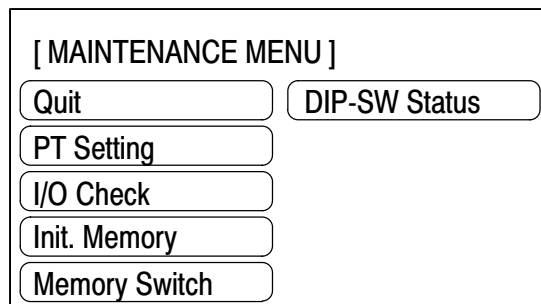 [ MAINTENANCE MENU ]
Quit
DIP-SW Status
PT Setting
I/O Check
Init. Memory
Memory Switch